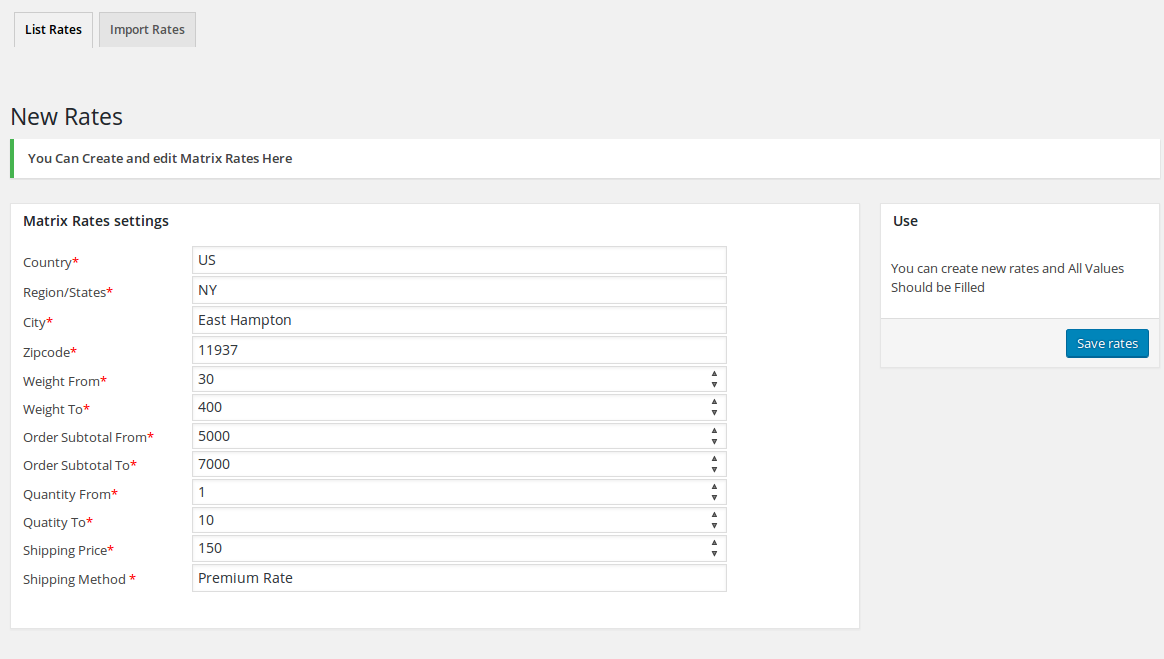 List Rates
Import Rates
New Rates
You Can Create and edit Matrix Rates Here
Matrix Rates settings
Country* US
Region/States* NY
City* East Hampton
Zipcode* 11937
Weight From* 30
Weight To* 400
Order Subtotal From* 5000
Order Subtotal To* 7000
Quantity From* 1
Quatity To* 10
Shipping Price* 150
Shipping Method * Premium Rate
Use
You can create new rates and All Values
Should be Filled
Save rates